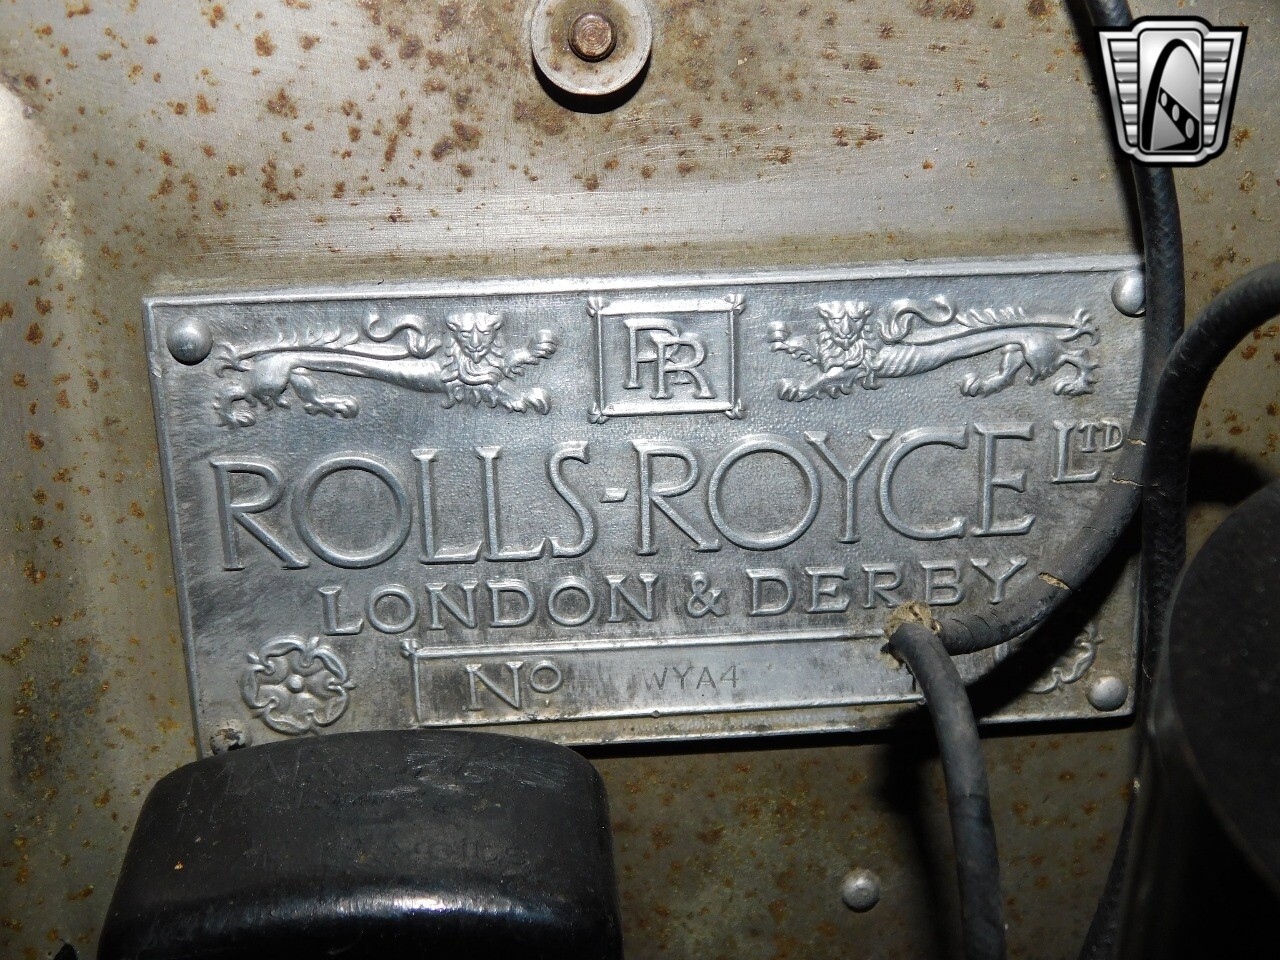 RR
ROLLS-ROYCE LTD
LONDON & DERBY
No. WYA4